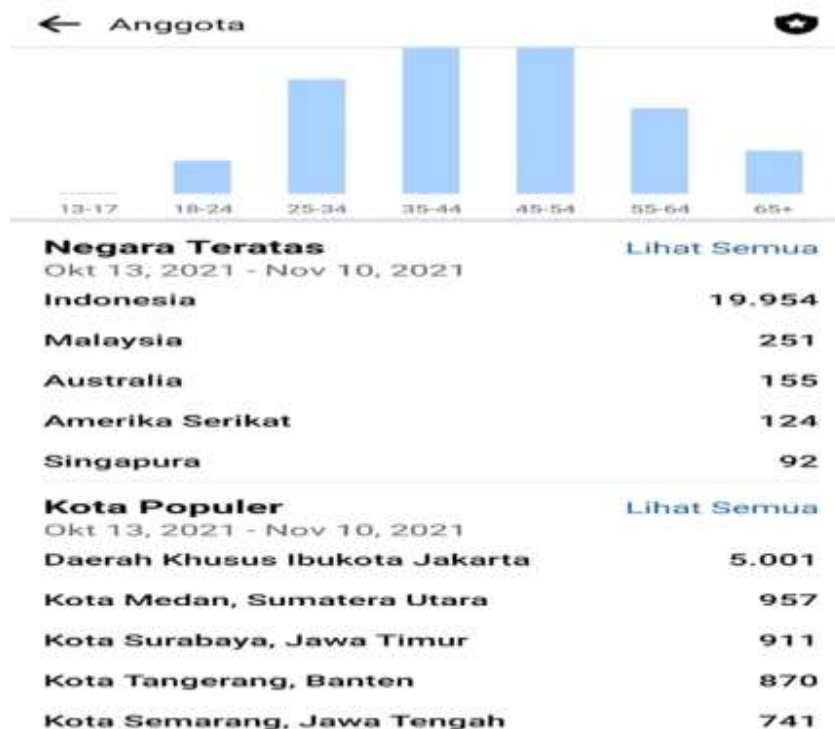 Anggota
13-17 18-24 25-34 35-44 45-54 55-64 65+
Negara Teratas Lihat Semua
Okt 13, 2021 - Nov 10, 2021
Indonesia 19.954
Malaysia 251
Australia 155
Amerika Serikat 124
Singapura 92
Kota Populer Lihat Semua
Okt 13, 2021 - Nov 10, 2021
Daerah Khusus Ibukota Jakarta 5.001
Kota Medan, Sumatera Utara 957
Kota Surabaya, Jawa Timur 911
Kota Tangerang, Banten 870
Kota Semarang, Jawa Tengah 741